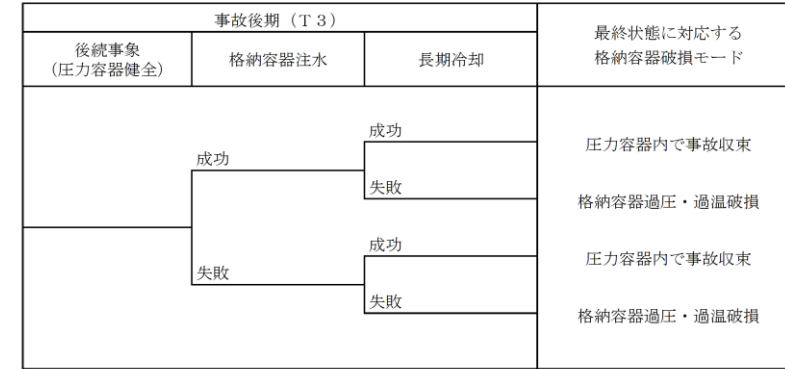 事故後期（Ｔ３）
最終状態に対応する
格納容器破損モード
後続事象
（圧力容器健全）
格納容器注水
長期冷却
成功
圧力容器内で事故収束
成功
失敗
格納容器過圧・過温破損
成功
圧力容器内で事故収束
失敗
失敗
格納容器過圧・過温破損